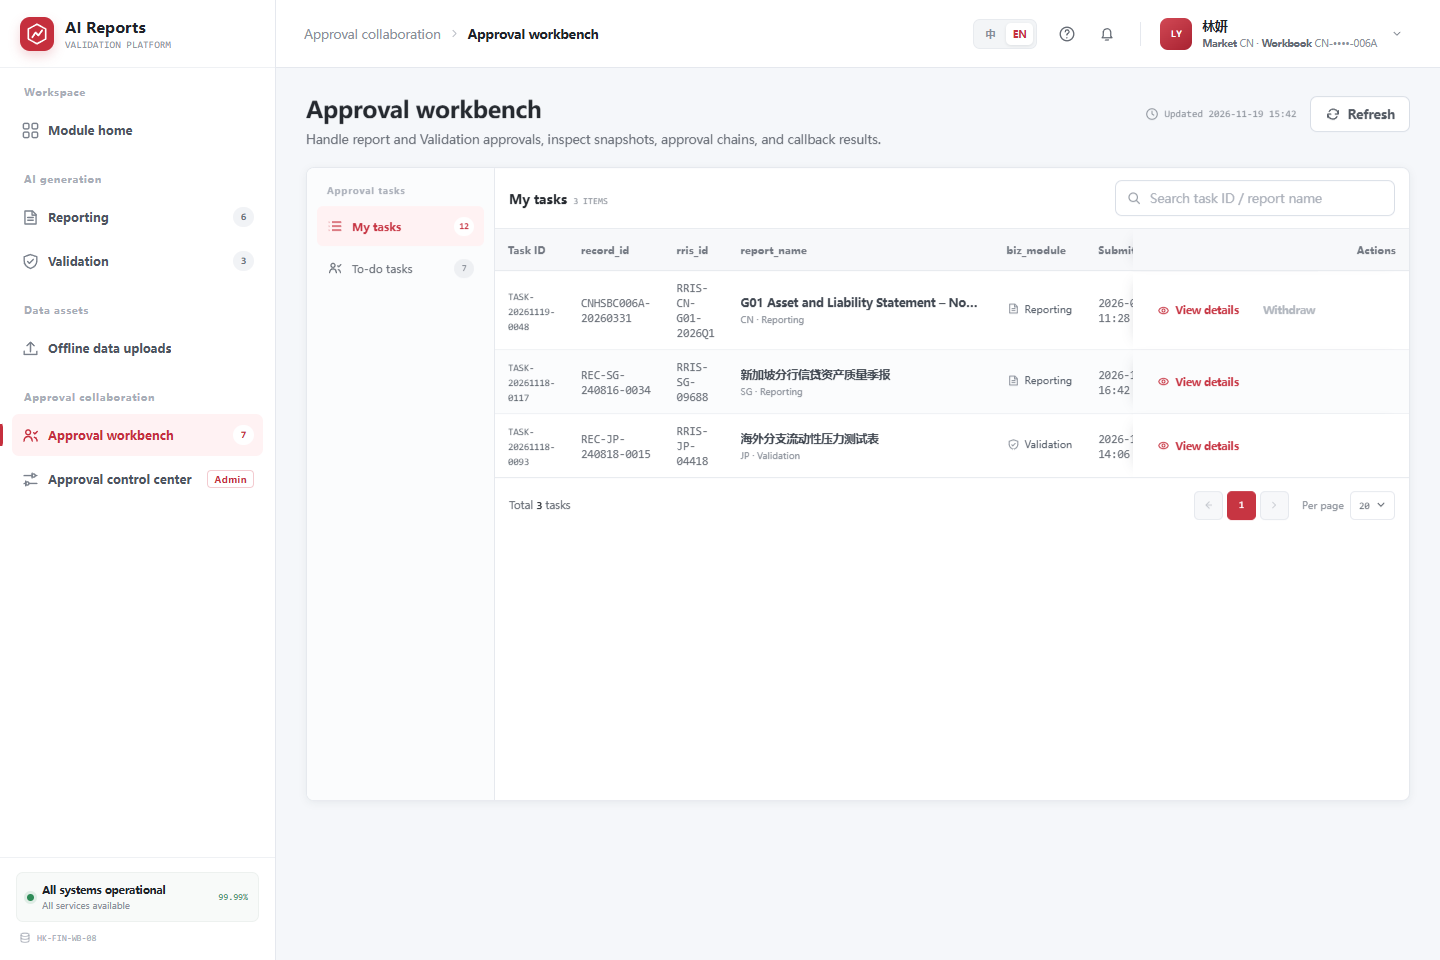 AI Reports
VALIDATION PLATFORM
Workspace
Module home
AI generation
Reporting 6
Validation 3
Data assets
Offline data uploads
Approval collaboration
Approval workbench 7
Approval control center Admin
All systems operational
All services available
99.99%
HK-FIN-WB-08
Approval collaboration > Approval workbench
中 EN
LY
林妍
Market CN · Workbook CN-••••-006A
Approval workbench
Handle report and Validation approvals, inspect snapshots, approval chains, and callback results.
Updated 2026-11-19 15:42
Refresh
Approval tasks
My tasks 12
To-do tasks 7
My tasks 3 ITEMS
Search task ID / report name
Task ID record_id rris_id report_name biz_module Submit Actions
TASK-
20261119-
0048
CNHSBC006A-
20260331
RRIS-
CN-
G01-
2026Q1
G01 Asset and Liability Statement – No...
CN · Reporting
Reporting
2026-0
11:28
View details Withdraw
TASK-
20261118-
0117
REC-SG-
240816-0034
RRIS-
SG-
09688
新加坡分行信贷资产质量季报
SG · Reporting
Reporting
2026-1
16:42
View details
TASK-
20261118-
0093
REC-JP-
240818-0015
RRIS-
JP-
04418
海外分支流动性压力测试表
JP · Validation
Validation
2026-1
14:06
View details
Total 3 tasks
1
Per page 20